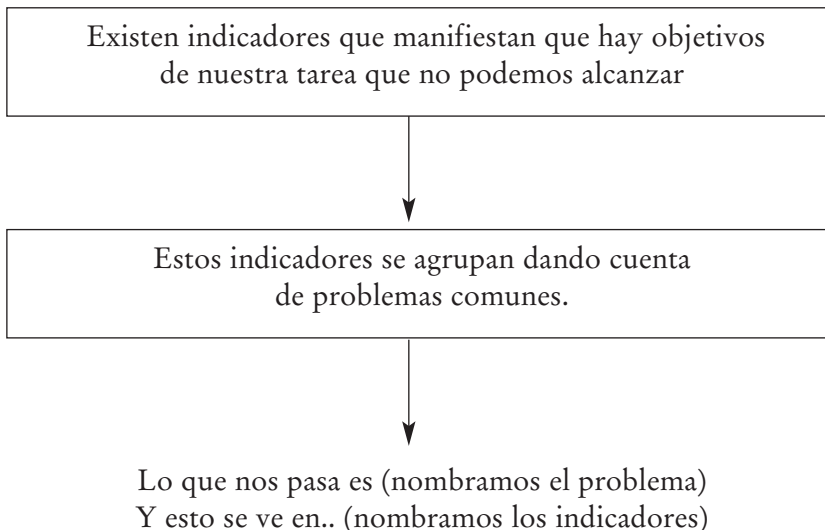 Existen indicadores que manifiestan que hay objetivos
de nuestra tarea que no podemos alcanzar
Estos indicadores se agrupan dando cuenta
de problemas comunes.
Lo que nos pasa es (nombramos el problema)
Y esto se ve en.. (nombramos los indicadores)